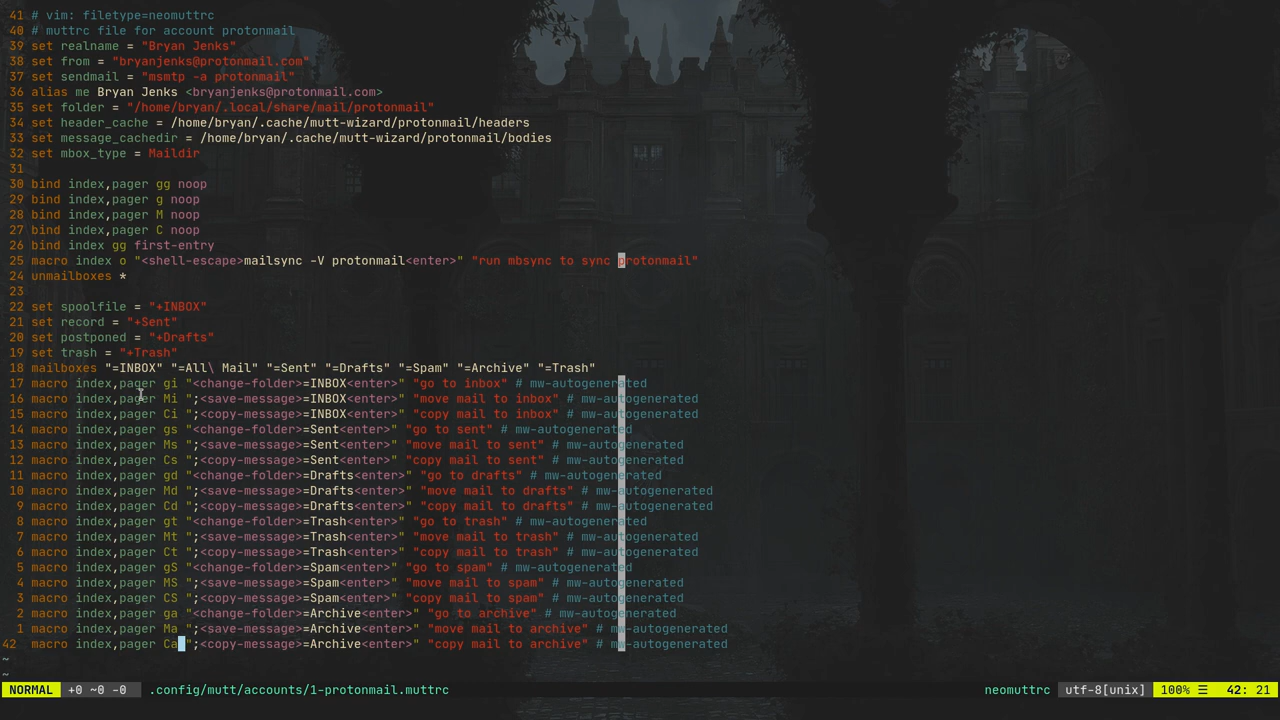 41 # vim: filetype=neomuttrc
40 # muttrc file for account protonmail
39 set realname = "Bryan Jenks"
38 set from = "bryanjenks@protonmail.com"
37 set sendmail = "msmtp -a protonmail"
36 alias me Bryan Jenks <bryanjenks@protonmail.com>
35 set folder = "/home/bryan/.local/share/mail/protonmail"
34 set header_cache = /home/bryan/.cache/mutt-wizard/protonmail/headers
33 set message_cachedir = /home/bryan/.cache/mutt-wizard/protonmail/bodies
32 set mbox_type = Maildir
31
30 bind index,pager gg noop
29 bind index,pager g noop
28 bind index,pager M noop
27 bind index,pager C noop
26 bind index gg first-entry
25 macro index o "<shell-escape>mailsync -V protonmail<enter>" "run mbsync to sync protonmail"
24 unmailboxes *
23
22 set spoolfile = "+INBOX"
21 set record = "+Sent"
20 set postponed = "+Drafts"
19 set trash = "+Trash"
18 mailboxes "=INBOX" "=All\ Mail" "=Sent" "=Drafts" "=Spam" "=Archive" "=Trash"
17 macro index,pager gi "<change-folder>=INBOX<enter>" "go to inbox" # mw-autogenerated
16 macro index,pager Mi ";<save-message>=INBOX<enter>" "move mail to inbox" # mw-autogenerated
15 macro index,pager Ci ";<copy-message>=INBOX<enter>" "copy mail to inbox" # mw-autogenerated
14 macro index,pager gs "<change-folder>=Sent<enter>" "go to sent" # mw-autogenerated
13 macro index,pager Ms ";<save-message>=Sent<enter>" "move mail to sent" # mw-autogenerated
12 macro index,pager Cs ";<copy-message>=Sent<enter>" "copy mail to sent" # mw-autogenerated
11 macro index,pager gd "<change-folder>=Drafts<enter>" "go to drafts" # mw-autogenerated
10 macro index,pager Md ";<save-message>=Drafts<enter>" "move mail to drafts" # mw-autogenerated
9 macro index,pager Cd ";<copy-message>=Drafts<enter>" "copy mail to drafts" # mw-autogenerated
8 macro index,pager gt "<change-folder>=Trash<enter>" "go to trash" # mw-autogenerated
7 macro index,pager Mt ";<save-message>=Trash<enter>" "move mail to trash" # mw-autogenerated
6 macro index,pager Ct ";<copy-message>=Trash<enter>" "copy mail to trash" # mw-autogenerated
5 macro index,pager gS "<change-folder>=Spam<enter>" "go to spam" # mw-autogenerated
4 macro index,pager MS ";<save-message>=Spam<enter>" "move mail to spam" # mw-autogenerated
3 macro index,pager CS ";<copy-message>=Spam<enter>" "copy mail to spam" # mw-autogenerated
2 macro index,pager ga "<change-folder>=Archive<enter>" "go to archive" # mw-autogenerated
1 macro index,pager Ma ";<save-message>=Archive<enter>" "move mail to archive" # mw-autogenerated
42 macro index,pager Ca ";<copy-message>=Archive<enter>" "copy mail to archive" # mw-autogenerated
~
~
NORMAL +0 ~0 -0 .config/mutt/accounts/1-protonmail.muttrc neomuttrc utf-8[unix] 100% ☰ 42: 21